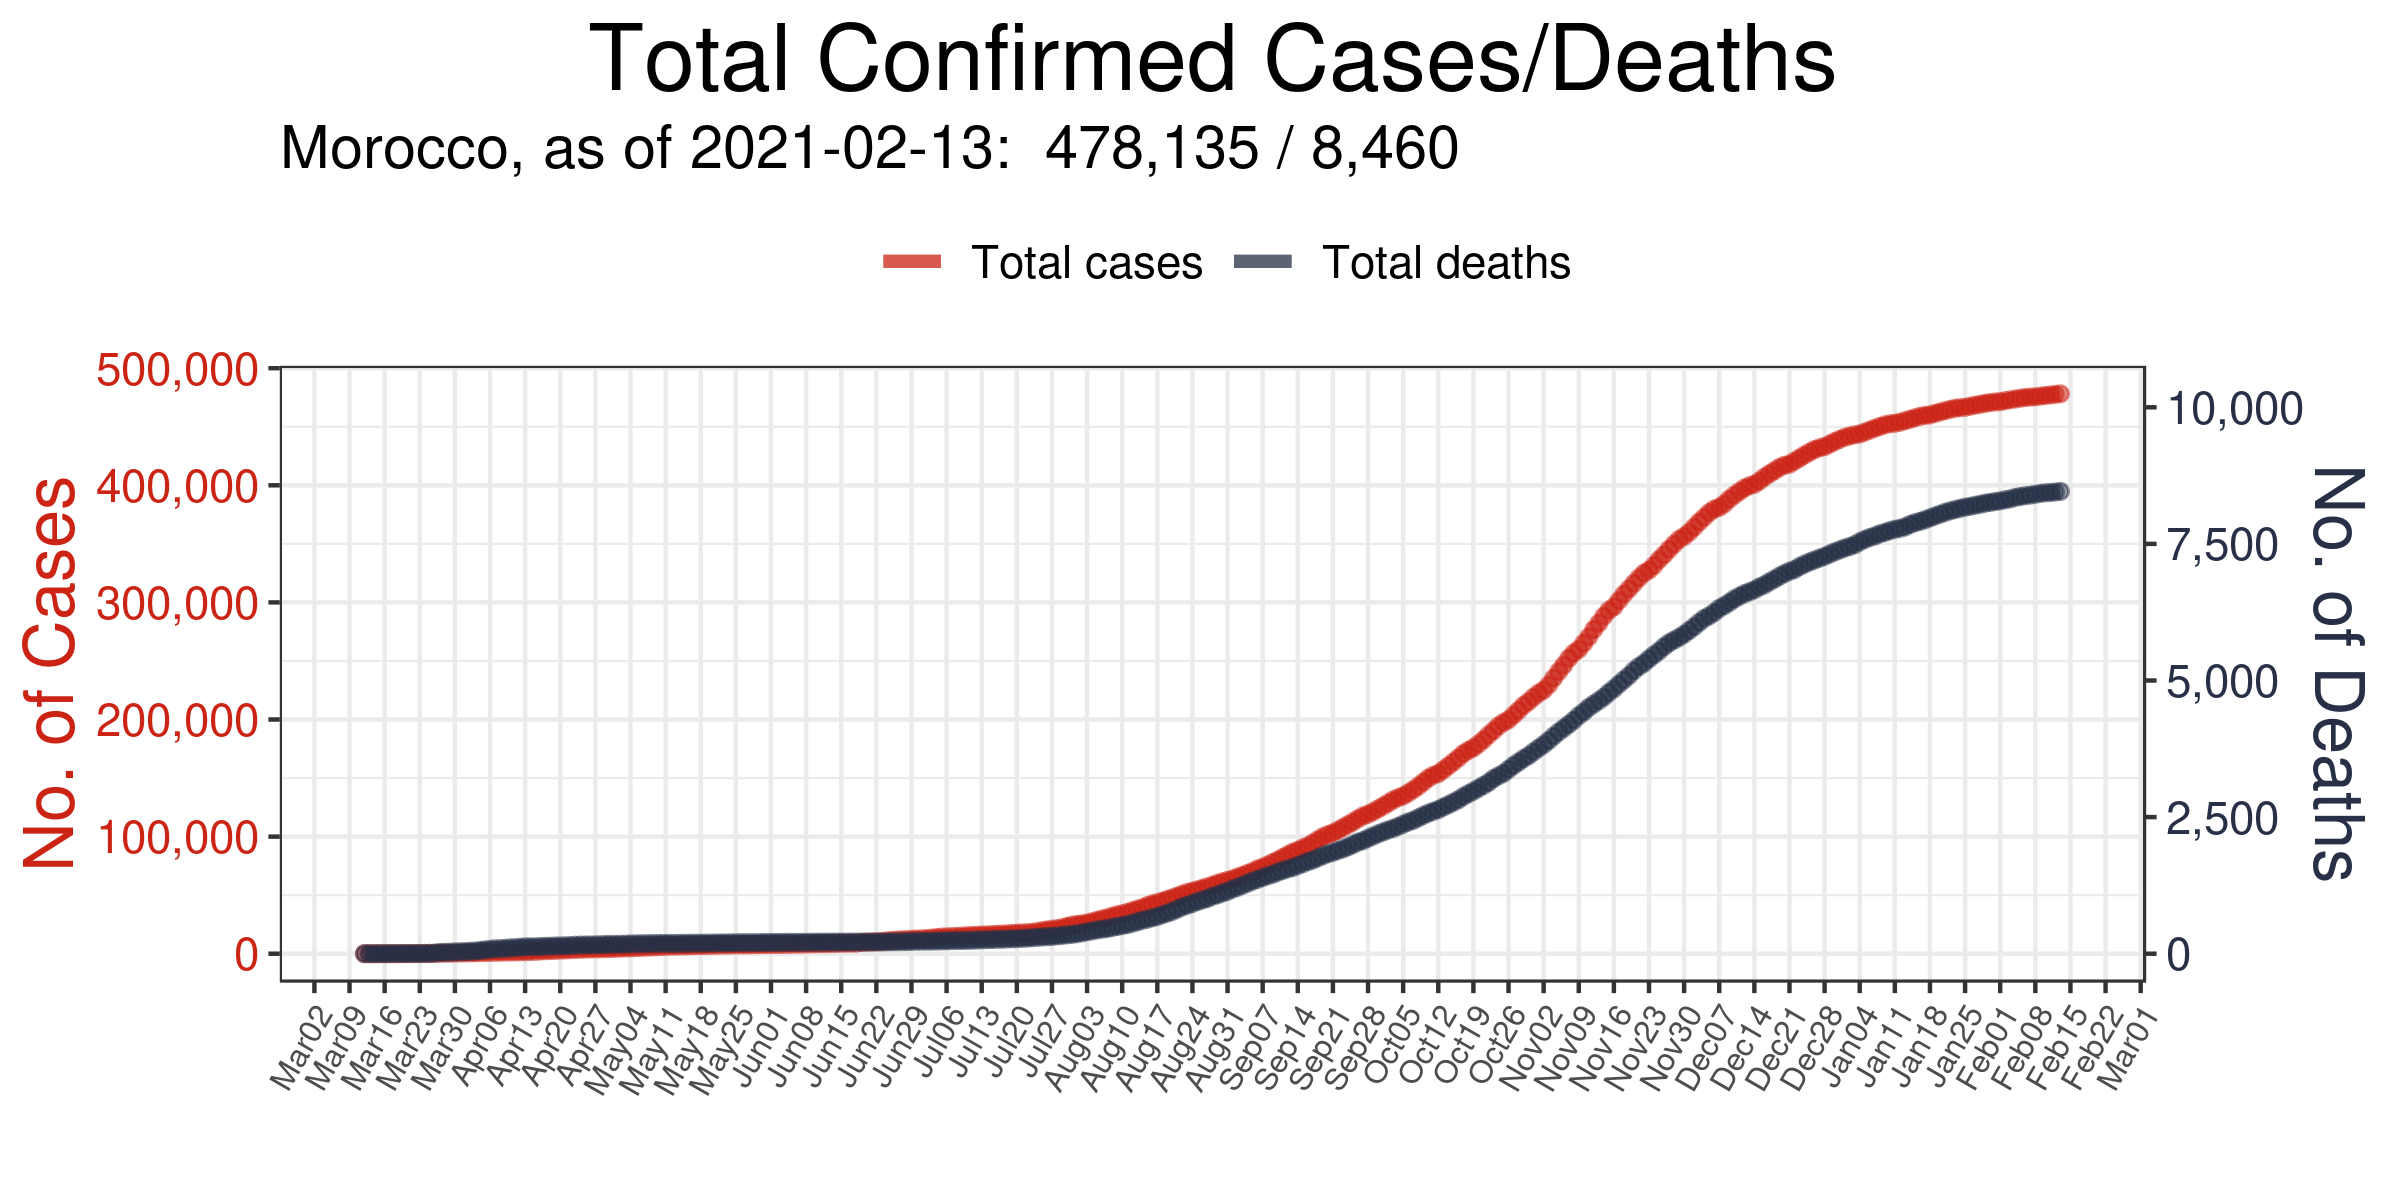 Total Confirmed Cases/Deaths
Morocco, as of 2021-02-13:  478,135 / 8,460
Total cases
Total deaths
No. of Cases
500,000
400,000
300,000
200,000
100,000
0
10,000
7,500
5,000
2,500
0
No. of Deaths
Mar02
Mar09
Mar16
Mar23
Mar30
Apr06
Apr13
Apr20
Apr27
May04
May11
May18
May25
Jun01
Jun08
Jun15
Jun22
Jun29
Jul06
Jul13
Jul20
Jul27
Aug03
Aug10
Aug17
Aug24
Aug31
Sep07
Sep14
Sep21
Sep28
Oct05
Oct12
Oct19
Oct26
Nov02
Nov09
Nov16
Nov23
Nov30
Dec07
Dec14
Dec21
Dec28
Jan04
Jan11
Jan18
Jan25
Feb01
Feb08
Feb15
Feb22
Mar01